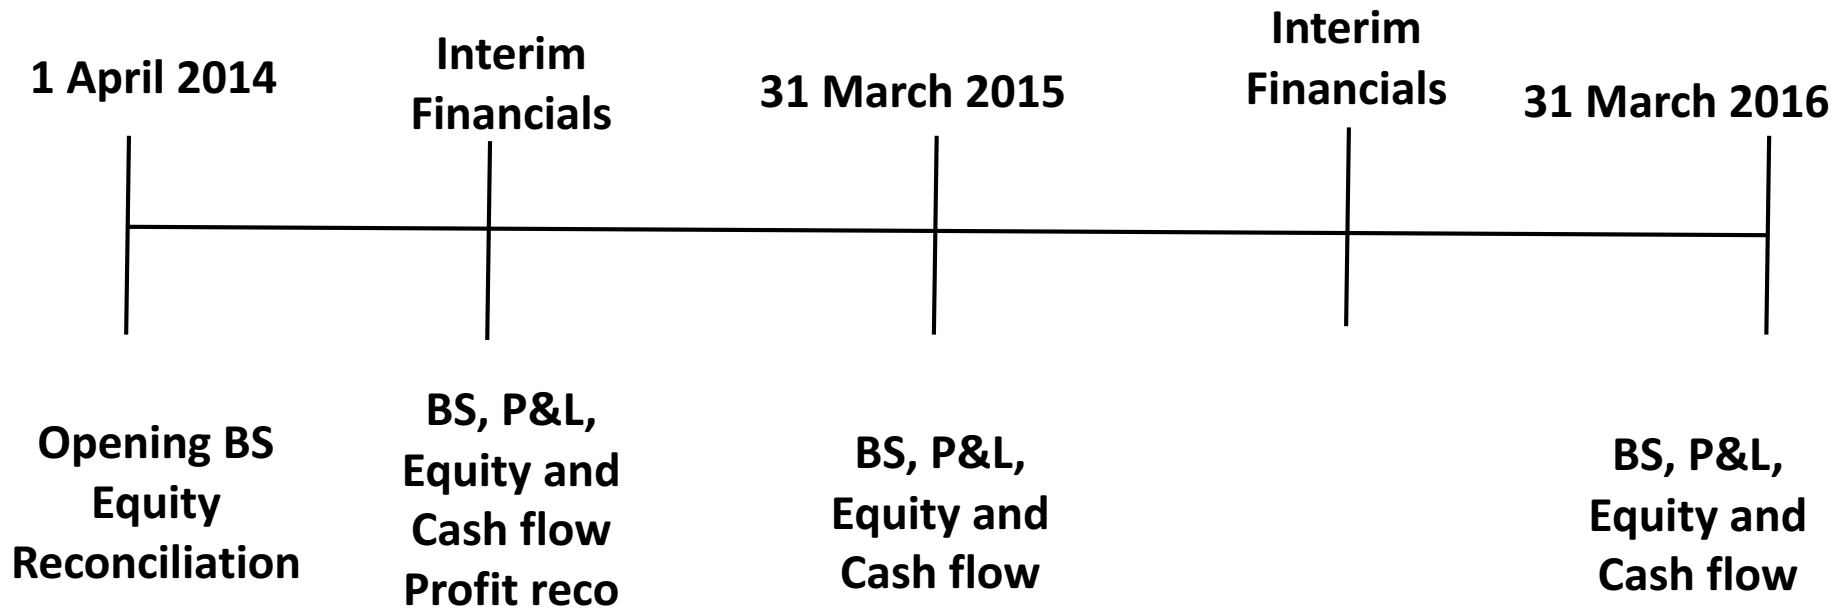 1 April 2014
Interim
Financials
31 March 2015
Interim
Financials
31 March 2016
Opening BS
Equity
Reconciliation
BS, P&L,
Equity and
Cash flow
Profit reco
BS, P&L,
Equity and
Cash flow
BS, P&L,
Equity and
Cash flow